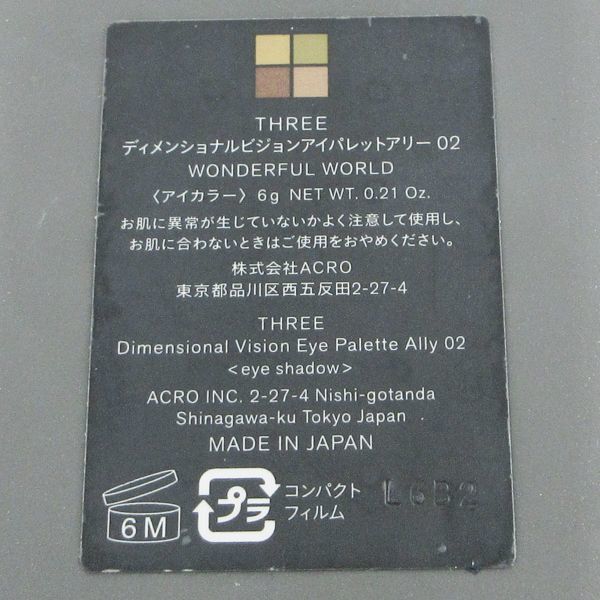 THREE
ディメンショナルビジョンアイパレットアリー 02
WONDERFUL WORLD
〈アイカラー〉 6g NET WT. 0.21 Oz.
お肌に異常が生じていないかよく注意して使用し、
お肌に合わないときはご使用をおやめください。
株式会社ACRO
東京都品川区西五反田2-27-4
THREE
Dimensional Vision Eye Palette Ally 02
<eye shadow>
ACRO INC. 2-27-4 Nishi-gotanda
Shinagawa-ku Tokyo Japan
MADE IN JAPAN
6M
プラ
コンパクト
フィルム
L6B2